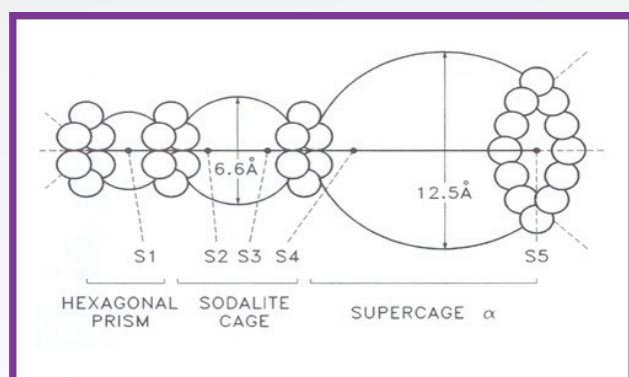 6.6Å
12.5Å
S1 S2 S3 S4 S5
HEXAGONAL PRISM
SODALITE CAGE
SUPERCAGE α